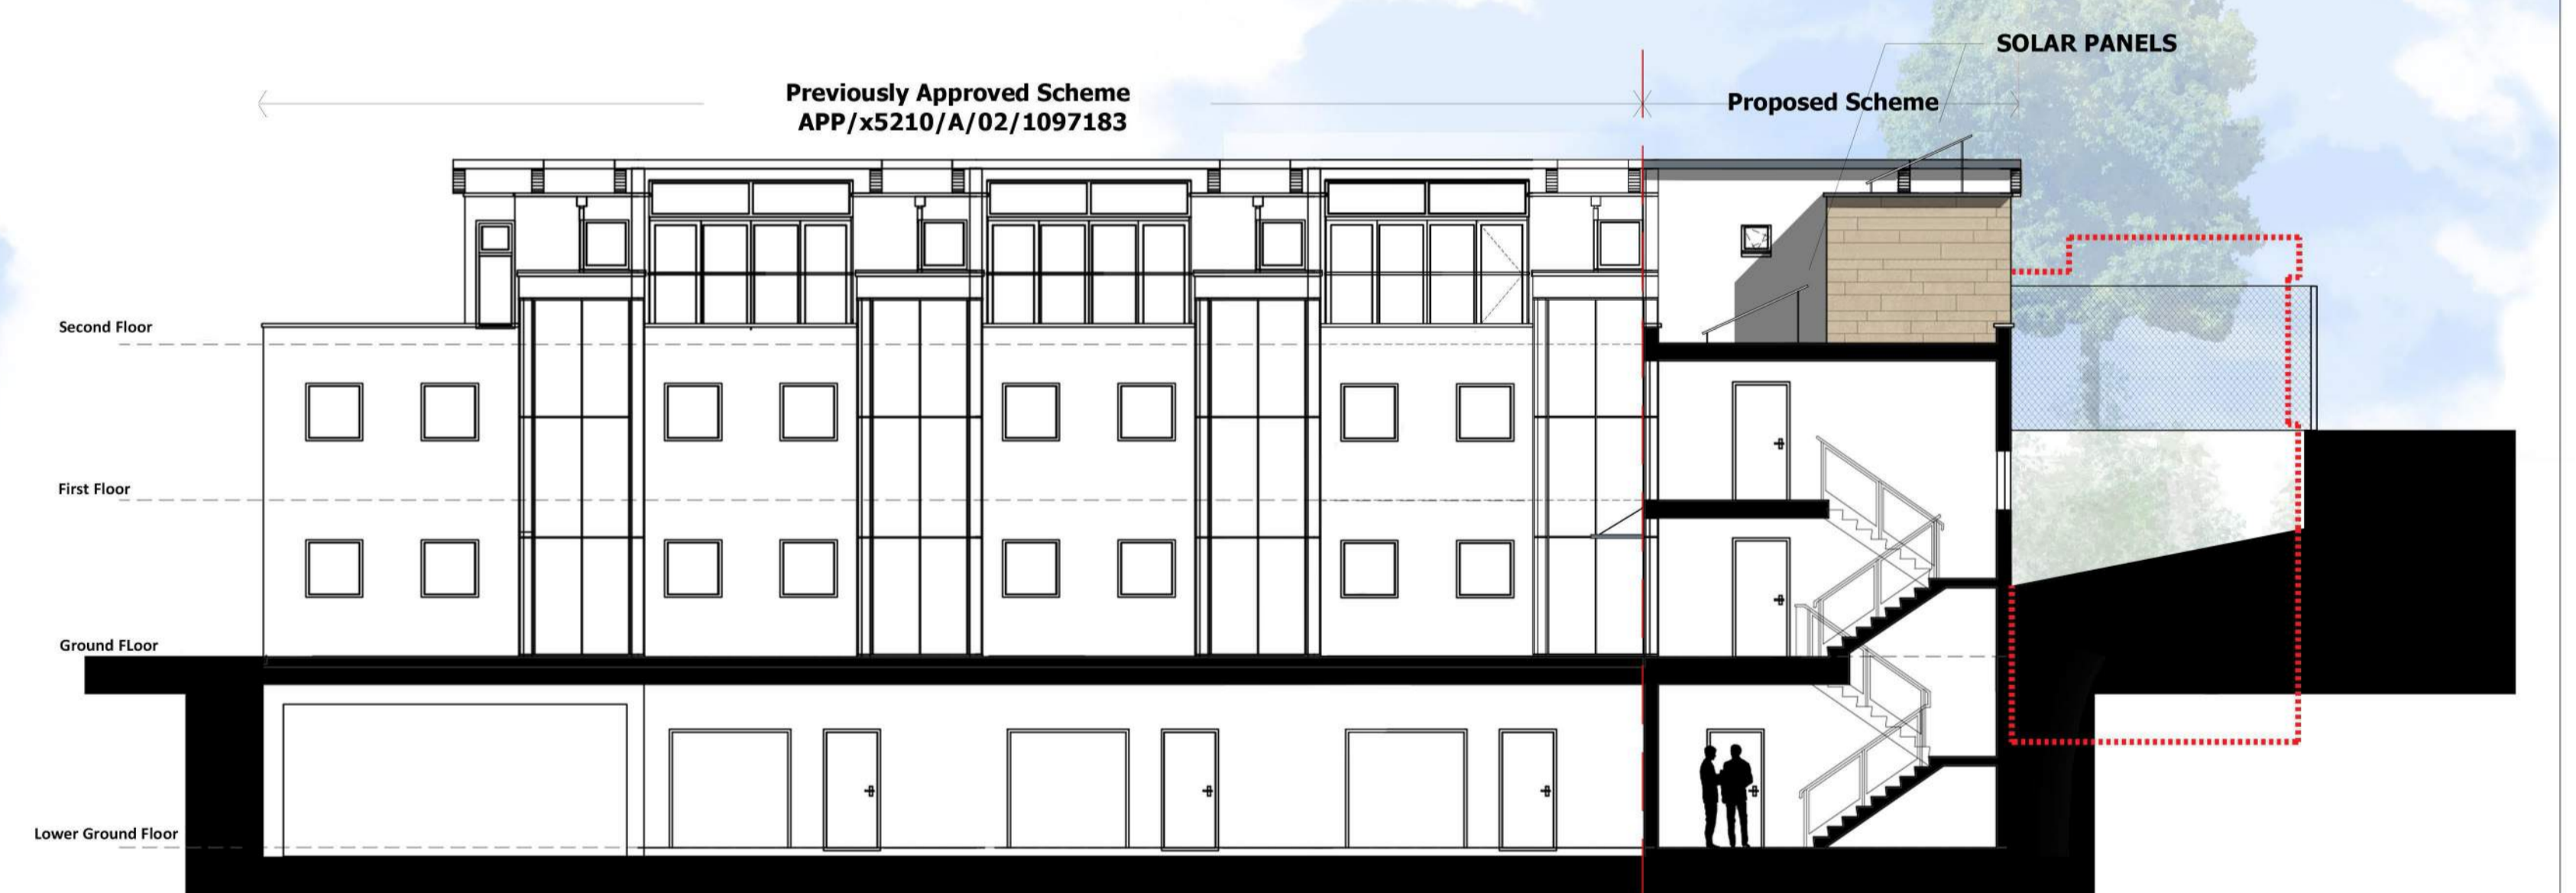 SOLAR PANELS
Previously Approved Scheme
APP/x5210/A/02/1097183
Proposed Scheme
Second Floor
First Floor
Ground FLoor
Lower Ground Floor